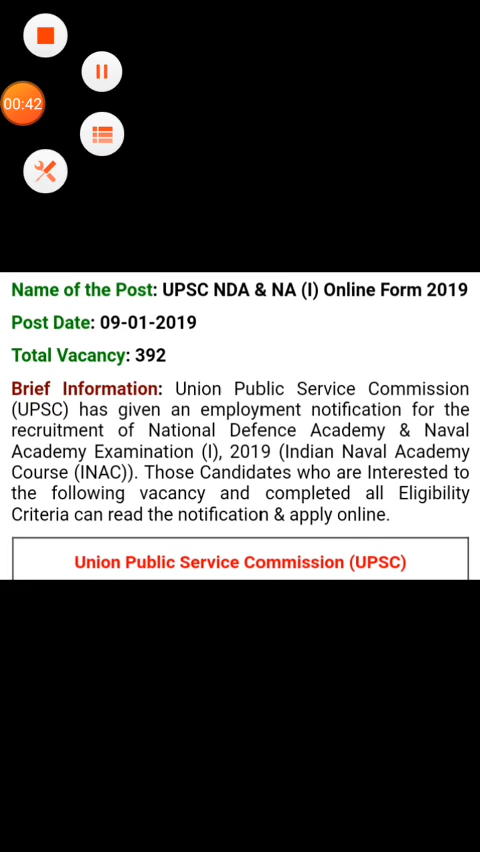 00:42
Name of the Post: UPSC NDA & NA (I) Online Form 2019
Post Date: 09-01-2019
Total Vacancy: 392
Brief Information: Union Public Service Commission
(UPSC) has given an employment notification for the
recruitment of National Defence Academy & Naval
Academy Examination (I), 2019 (Indian Naval Academy
Course (INAC)). Those Candidates who are Interested to
the following vacancy and completed all Eligibility
Criteria can read the notification & apply online.
Union Public Service Commission (UPSC)